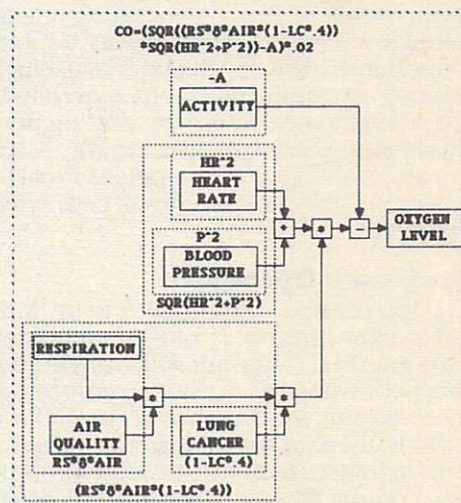 CO=(SQR((RS*8*AIR*(1-LC*.4))
*SQR(HR^2+P^2))-A)*.02
-A
ACTIVITY
HR^2
HEART
RATE
+
*
-
OXYGEN
LEVEL
P^2
BLOOD
PRESSURE
SQR(HR^2+P^2)
RESPIRATION
*
*
AIR
QUALITY
RS*8*AIR
LUNG
CANCER
(1-LC*.4)
(RS*8*AIR*(1-LC*.4))